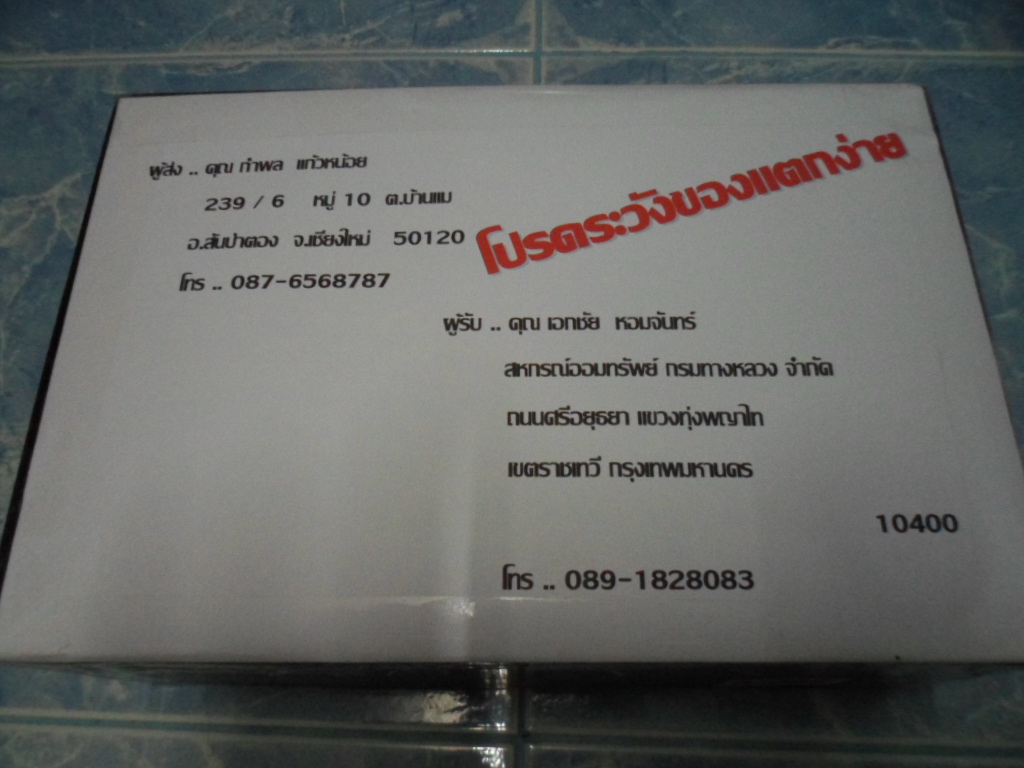 ผู้ส่ง .. คุณ กำพล แก้วหน้อย
239 / 6 หมู่ 10 ต.บ้านแม
อ.สันป่าตอง จ.เชียงใหม่ 50120
โทร .. 087-6568787
โปรดระวังของแตกง่าย
ผู้รับ .. คุณ เอกชัย หอมจันทร์
สหกรณ์ออมทรัพย์ กรมทางหลวง จำกัด
ถนนศรีอยุธยา แขวงทุ่งพญาไท
เขตราชเทวี กรุงเทพมหานคร
10400
โทร .. 089-1828083